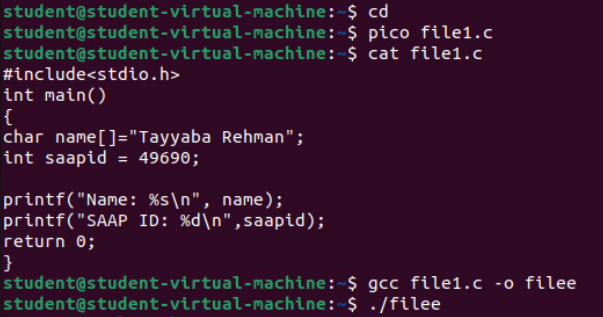 student@student-virtual-machine:~$ cd
student@student-virtual-machine:~$ pico file1.c
student@student-virtual-machine:~$ cat file1.c
#include<stdio.h>
int main()
{
char name[]="Tayyaba Rehman";
int saapid = 49690;
printf("Name: %s\n", name);
printf("SAAP ID: %d\n",saapid);
return 0;
}
student@student-virtual-machine:~$ gcc file1.c -o filee
student@student-virtual-machine:~$ ./filee